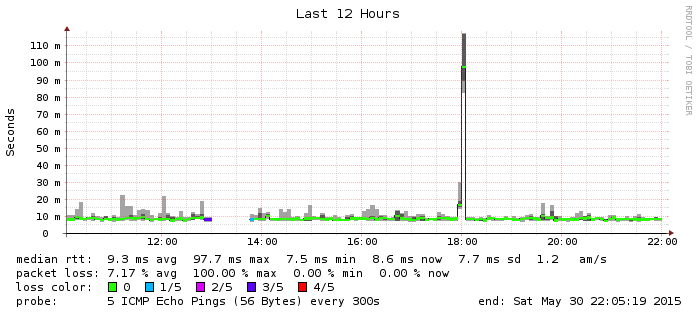 Last 12 Hours
RRDTOOL / TOBI OETIKER
Seconds
110 m
100 m
90 m
80 m
70 m
60 m
50 m
40 m
30 m
20 m
10 m
0
12:00 14:00 16:00 18:00 20:00 22:00
median rtt: 9.3 ms avg 97.7 ms max 7.5 ms min 8.6 ms now 7.7 ms sd 1.2 am/s
packet loss: 7.17 % avg 100.00 % max 0.00 % min 0.00 % now
loss color: 0 1/5 2/5 3/5 4/5
probe: 5 ICMP Echo Pings (56 Bytes) every 300s end: Sat May 30 22:05:19 2015